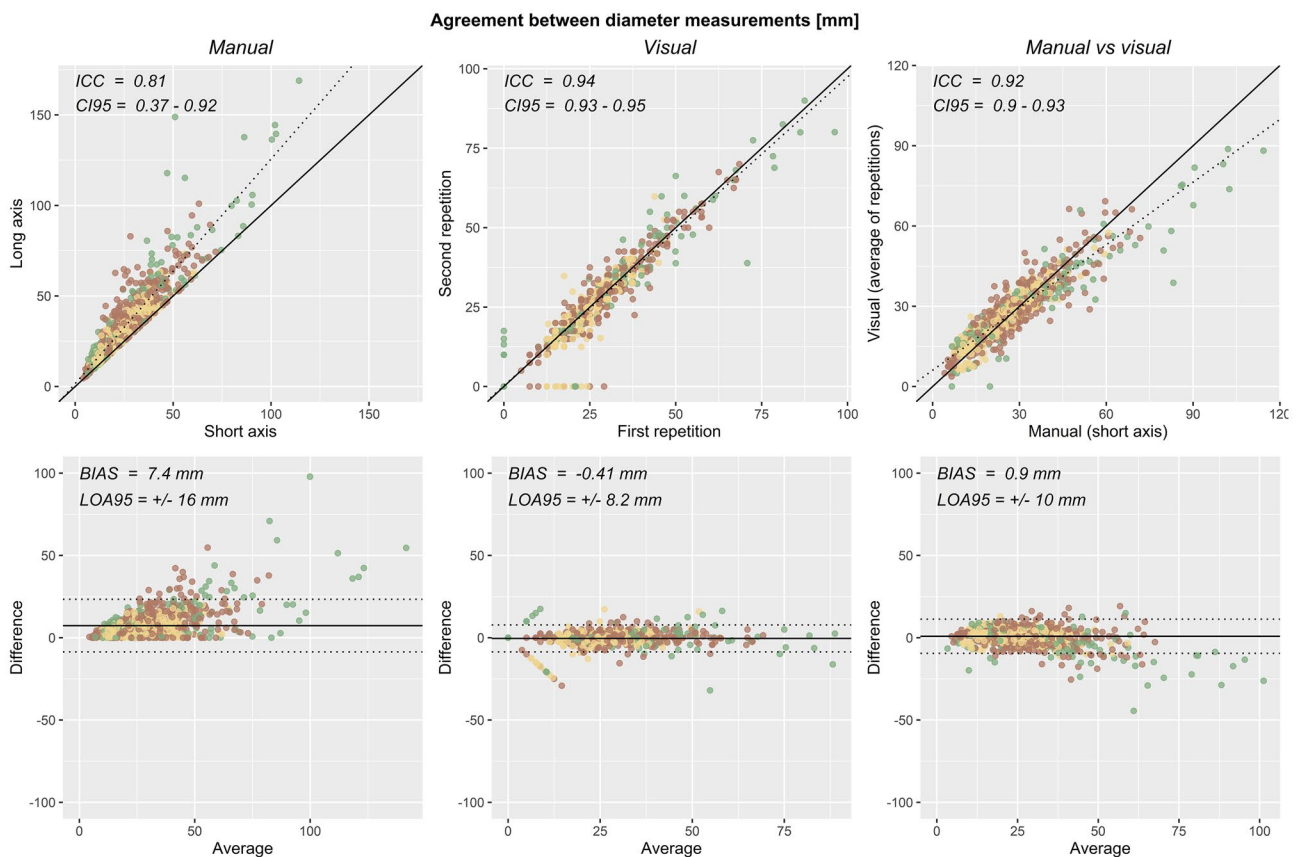 Agreement between diameter measurements [mm]
Manual
ICC = 0.81
CI95 = 0.37 - 0.92
Long axis
150
100
50
0
0 50 100 150
Short axis
Visual
ICC = 0.94
CI95 = 0.93 - 0.95
Second repetition
100
75
50
25
0
0 25 50 75 100
First repetition
Manual vs visual
ICC = 0.92
CI95 = 0.9 - 0.93
Visual (average of repetitions)
120
90
60
30
0
0 30 60 90 120
Manual (short axis)
BIAS = 7.4 mm
LOA95 = +/- 16 mm
Difference
100
50
0
-50
-100
0 50 100
Average
BIAS = -0.41 mm
LOA95 = +/- 8.2 mm
Difference
100
50
0
-50
-100
0 25 50 75
Average
BIAS = 0.9 mm
LOA95 = +/- 10 mm
Difference
100
50
0
-50
-100
0 25 50 75 100
Average